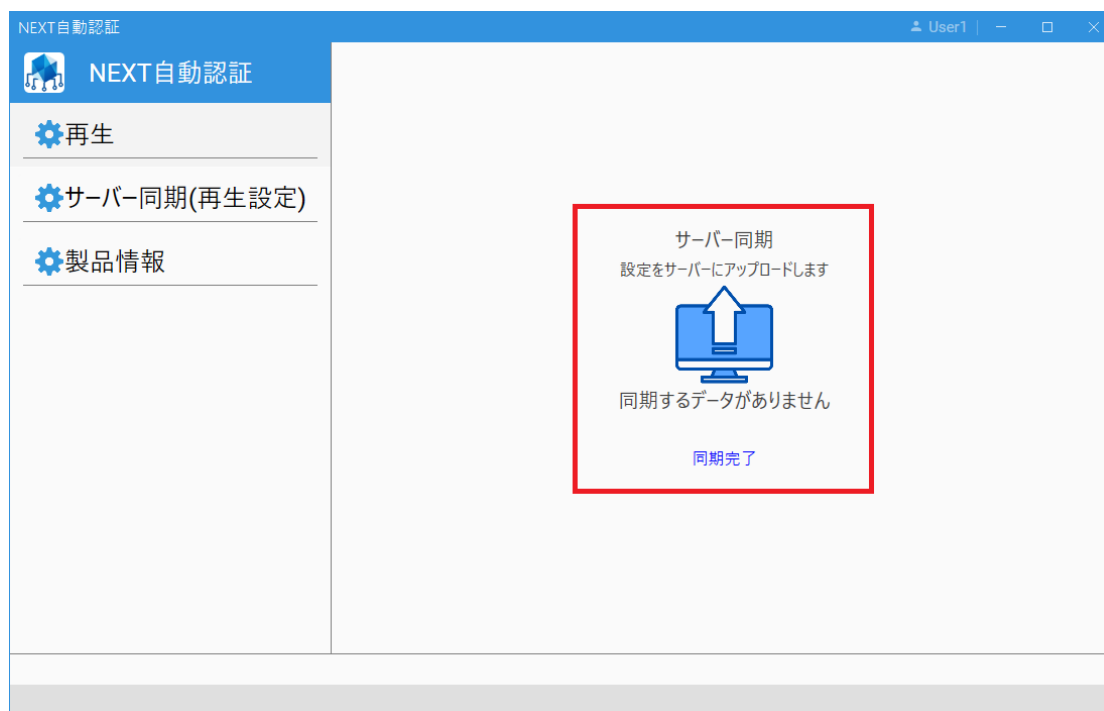 NEXT自動認証
User1
NEXT自動認証
再生
サーバー同期(再生設定)
製品情報
サーバー同期
設定をサーバーにアップロードします
同期するデータがありません
同期完了